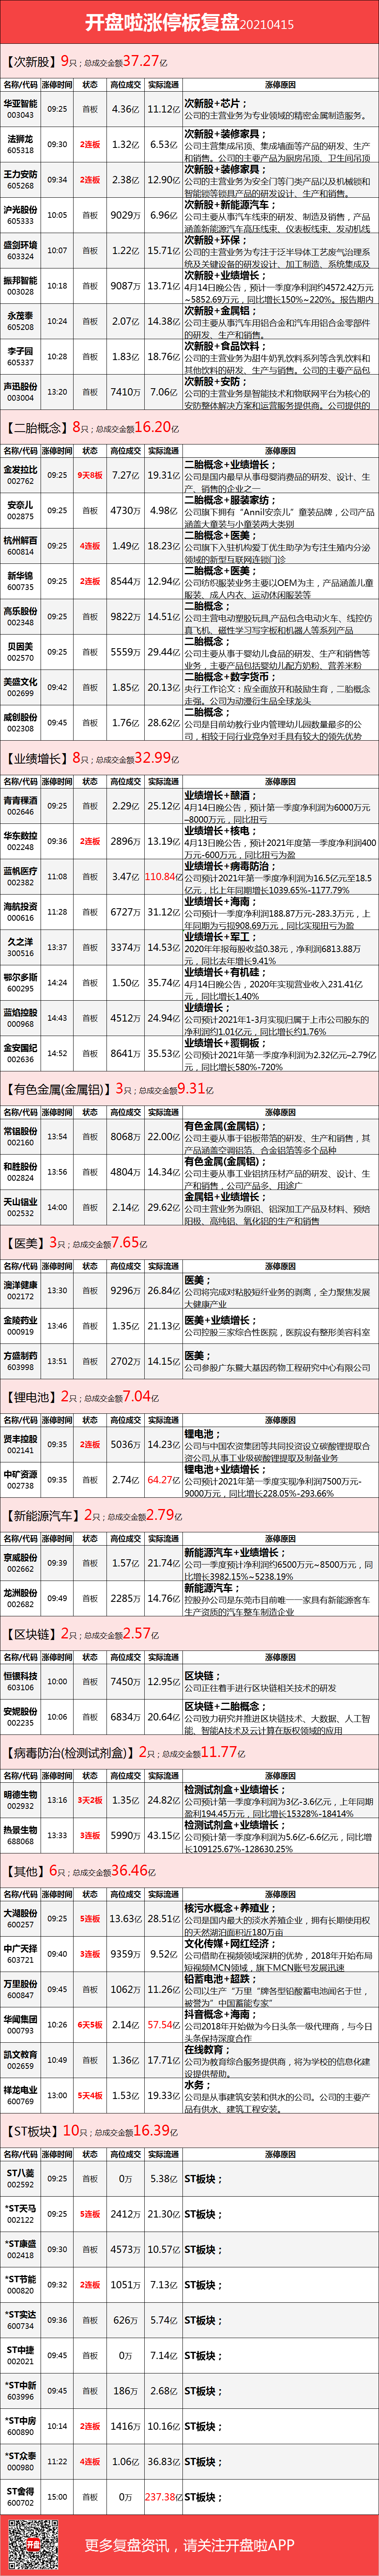 开盘啦涨停板复盘20210415
【次新股】9只；总成交金额37.27亿
名称/代码 涨停时间 状态 高位成交 实际流通 涨停原因
华亚智能 003043 09:25 首板 4.36亿 11.12亿 次新股+芯片；
公司的主营业务为专业领域的精密金属制造服务。
法狮龙 605318 09:30 2连板 1.32亿 6.53亿 次新股+装修家具；
公司主营集成吊顶、集成墙面等产品的研发、生产
和销售。公司的主要产品为厨房吊顶、卫生间吊顶
王力安防 605268 09:34 2连板 2.38亿 12.90亿 次新股+装修家具；
公司的主营业务为安全门等门类产品以及机械锁和
智能锁等锁具产品的研发设计、生产和销售。
沪光股份 605333 10:05 首板 9029万 6.96亿 次新股+新能源汽车；
公司主要从事汽车线束的研发、制造及销售，产品
涵盖新能源汽车高压线束、仪表板线束、发动机线
盛剑环境 603324 10:07 首板 1.22亿 15.71亿 次新股+环保；
公司的主营业务为专注于泛半导体工艺废气治理系
统及关键设备的研发设计、加工制造、系统集成及
振邦智能 003028 10:18 首板 9087万 13.71亿 次新股+业绩增长；
4月14日晚公告，预计一季度净利润约4572.42万元
~5852.69万元，同比增长150%~220%。报告期内
永茂泰 605208 10:24 首板 2.07亿 14.38亿 次新股+金属铝；
公司主要从事汽车用铝合金和汽车用铝合金零部件
的研发、生产和销售。
李子园 605337 10:28 首板 1.83亿 18.76亿 次新股+食品饮料；
公司的主营业务为甜牛奶乳饮料系列等含乳饮料和
其他饮料的研发、生产与销售。公司的主要产品包
声迅股份 003004 13:20 首板 7410万 7.06亿 次新股+安防；
公司的主营业务是智能技术和物联网平台为核心的
安防整体解决方案和运营服务提供商。公司提供的
【二胎概念】8只；总成交金额16.20亿
名称/代码 涨停时间 状态 高位成交 实际流通 涨停原因
金发拉比 002762 09:25 9天8板 7.27亿 19.31亿 二胎概念+业绩增长；
公司是国内最早从事母婴消费品的研发、设计、生
产、销售的企业之一
安奈儿 002875 09:25 首板 4730万 4.98亿 二胎概念+服装家纺；
公司旗下拥有“Annil安奈儿”童装品牌，公司产品
涵盖大童装与小童装两大类别
杭州解百 600814 09:25 4连板 1.49亿 18.23亿 二胎概念+医美；
公司旗下入驻机构爱丁优生助孕为专注生殖内分泌
领域的新型互联网连锁门诊
新华锦 600735 09:25 2连板 8544万 12.94亿 二胎概念+医美；
公司纺织服装业务主要以OEM为主，产品涵盖儿童
服装、成人内衣、运动休闲服装等
高乐股份 002348 09:25 首板 9822万 14.51亿 二胎概念；
公司主营电动塑胶玩具,产品包含电动火车、线控仿
真飞机、磁性学习写字板和机器人等系列产品
贝因美 002570 09:25 首板 5559万 29.44亿 二胎概念；
公司主要从事于婴幼儿食品的研发、生产和销售等
业务，主要产品包括婴幼儿配方奶粉、营养米粉
美盛文化 002699 09:42 首板 1.85亿 20.13亿 二胎概念+数字货币；
央行工作论文：应全面放开和鼓励生育，二胎概念
走强。公司为动漫衍生品全球龙头
威创股份 002308 09:45 首板 1.76亿 28.62亿 二胎概念；
公司是目前幼教行业内管理幼儿园数量最多的公
司，相较于同行业竞争对手具有较大的领先优势
【业绩增长】8只；总成交金额32.99亿
名称/代码 涨停时间 状态 高位成交 实际流通 涨停原因
青青稞酒 002646 09:25 首板 2.29亿 25.12亿 业绩增长+酿酒；
4月14日晚公告，预计第一季度净利润为6000万元
–8000万元，同比扭亏
华东数控 002248 09:36 2连板 2896万 13.19亿 业绩增长+核电；
4月13日晚公告，预计2021年度第一季度净利润400
万元-600万元，同比扭亏为盈
蓝帆医疗 002382 11:08 首板 3.47亿 110.84亿 业绩增长+病毒防治；
公司预计2021年第一季度净利润为16.5亿元至18.5
亿元，比上年同期增长1039.65%-1177.79%
海航投资 000616 11:28 首板 6727万 31.12亿 业绩增长+海南；
公司预计一季度净利润188.87万元-283.3万元，上
年同期为亏损908.69万元，同比实现扭亏为盈
久之洋 300516 13:37 首板 3374万 14.53亿 业绩增长+军工；
2020年年报每股收益0.38元，净利润6813.88万
元，同比去年增长9.41%
鄂尔多斯 600295 14:24 首板 1.50亿 35.74亿 业绩增长+有机硅；
4月14日晚公告，2020年实现营业收入231.41亿
元，同比增长1.40%
蓝焰控股 000968 14:43 首板 4512万 24.94亿 业绩增长；
公司预计2021年1-3月实现归属于上市公司股东的
净利润约1.01亿元，同比增长约1.76%
金安国纪 002636 14:52 首板 8641万 35.53亿 业绩增长+覆铜板；
公司预计2021年第一季度净利润为2.32亿元–2.79亿
元，同比增长580%-720%
【有色金属(金属铝)】3只；总成交金额9.31亿
名称/代码 涨停时间 状态 高位成交 实际流通 涨停原因
常铝股份 002160 13:54 首板 8068万 22.00亿 有色金属(金属铝)；
公司主要从事于铝板带箔的研发、生产和销售，其
产品涵盖空调铝箔、合金铝箔等多个品种
和胜股份 002824 13:56 首板 4804万 14.34亿 有色金属(金属铝)；
公司主要从事工业铝挤压材产品的研发、设计、生
产和销售，公司产品多、用途广
天山铝业 002532 14:00 首板 2.14亿 29.62亿 金属铝+业绩增长；
公司主营业务为原铝、铝深加工产品及材料、预焙
阳极、高纯铝、氧化铝的生产和销售
【医美】3只；总成交金额7.65亿
名称/代码 涨停时间 状态 高位成交 实际流通 涨停原因
澳洋健康 002172 13:30 首板 9296万 26.84亿 医美；
公司将完成对粘胶短纤业务的剥离，全力聚焦发展
大健康产业
金陵药业 000919 13:46 首板 1.35亿 21.13亿 医美+业绩增长；
公司控股三家综合性医院，医院设有整形美容科室
方盛制药 603998 13:51 首板 2702万 14.15亿 医美；
公司参股广东暨大基因药物工程研究中心有限公司
【锂电池】2只；总成交金额7.04亿
名称/代码 涨停时间 状态 高位成交 实际流通 涨停原因
贤丰控股 002141 09:35 2连板 5036万 14.23亿 锂电池；
公司与中国农资集团等共同投资设立碳酸锂提取合
资公司,从事工业级碳酸锂提取及制备业务
中矿资源 002738 09:35 首板 2.74亿 64.27亿 锂电池+业绩增长；
公司预计2021年第一季度实现净利润7500万元-
9000万元，同比增长228.05%-293.66%
【新能源汽车】2只；总成交金额2.79亿
名称/代码 涨停时间 状态 高位成交 实际流通 涨停原因
京威股份 002662 09:39 首板 1.57亿 21.74亿 新能源汽车+业绩增长；
公司一季度预计净利润约6500万元~8500万元，同
比增长3982.15%~5238.19%
龙洲股份 002682 09:49 首板 2285万 14.76亿 新能源汽车；
控股孙公司是东莞市目前唯一一家具有新能源客车
生产资质的汽车整车制造企业
【区块链】2只；总成交金额2.57亿
名称/代码 涨停时间 状态 高位成交 实际流通 涨停原因
恒银科技 603106 10:00 首板 7450万 12.95亿 区块链；
公司正往着手进行区块链相关技术的研发
安妮股份 002235 10:06 首板 6834万 20.64亿 区块链+二胎概念；
公司致力研究并推进区块链技术、大数据、人工智
能、智能AI技术及云计算在版权领域的应用
【病毒防治(检测试剂盒)】2只；总成交金额11.77亿
名称/代码 涨停时间 状态 高位成交 实际流通 涨停原因
明德生物 002932 13:16 3天2板 1.35亿 24.82亿 检测试剂盒+业绩增长；
公司预计第一季度净利润为3亿-3.6亿元，上年同期
盈利194.45万元，同比增长15328%-18414%
热景生物 688068 13:33 3连板 5990万 43.15亿 检测试剂盒+业绩增长；
公司预计第一季度净利润为5.6亿-6.6亿元，同比增
长109125.67%-128630.25%
【其他】6只；总成交金额36.46亿
名称/代码 涨停时间 状态 高位成交 实际流通 涨停原因
大湖股份 600257 09:25 5连板 13.63亿 28.51亿 核污水概念+养殖业；
公司是国内最大的淡水养殖企业，拥有长期使用权
的天然湖泊面积近180万亩
中广天择 603721 09:40 3连板 9359万 9.52亿 文化传媒+网红经济；
公司借助在视频领域深耕的优势，2018年开始布局
短视频MCN领域，旗下MCN账号发展迅速
万里股份 600847 09:45 首板 1062万 11.26亿 铅蓄电池+超跌；
公司以生产“万里“牌各型铅酸蓄电池闻名于世，
被誉为”中国蓄能专家”
华闻集团 000793 10:26 6天5板 2.14亿 57.54亿 抖音概念+海南；
公司2018年开始做为今日头条一级代理商，与今日
头条保持深度合作
凯文教育 002659 10:49 首板 1.36亿 17.71亿 在线教育；
公司为教育综合服务提供商，将为学校的信息化建
设提供帮助。
祥龙电业 600769 13:00 5天4板 1.53亿 19.33亿 水务；
公司是从事建筑安装和供水的公司。公司的主要产
品有供水、建筑工程安装。
【ST板块】10只；总成交金额16.39亿
名称/代码 涨停时间 状态 高位成交 实际流通 涨停原因
ST八菱 002592 09:25 首板 0万 5.38亿 ST板块；
*ST天马 002122 09:25 5连板 2412万 21.30亿 ST板块；
*ST康盛 002418 09:30 首板 4573万 10.57亿 ST板块；
*ST节能 000820 09:32 2连板 1051万 7.13亿 ST板块；
*ST实达 600734 09:36 首板 626万 5.74亿 ST板块；
ST中捷 002021 09:45 首板 0万 7.14亿 ST板块；
*ST中新 603996 09:45 首板 186万 2.68亿 ST板块；
*ST中房 600890 10:14 2连板 1416万 10.16亿 ST板块；
*ST众泰 000980 11:22 4连板 1.06亿 36.83亿 ST板块；
ST舍得 600702 15:00 首板 0万 237.38亿 ST板块；
开盘
更多复盘资讯，请关注开盘啦APP